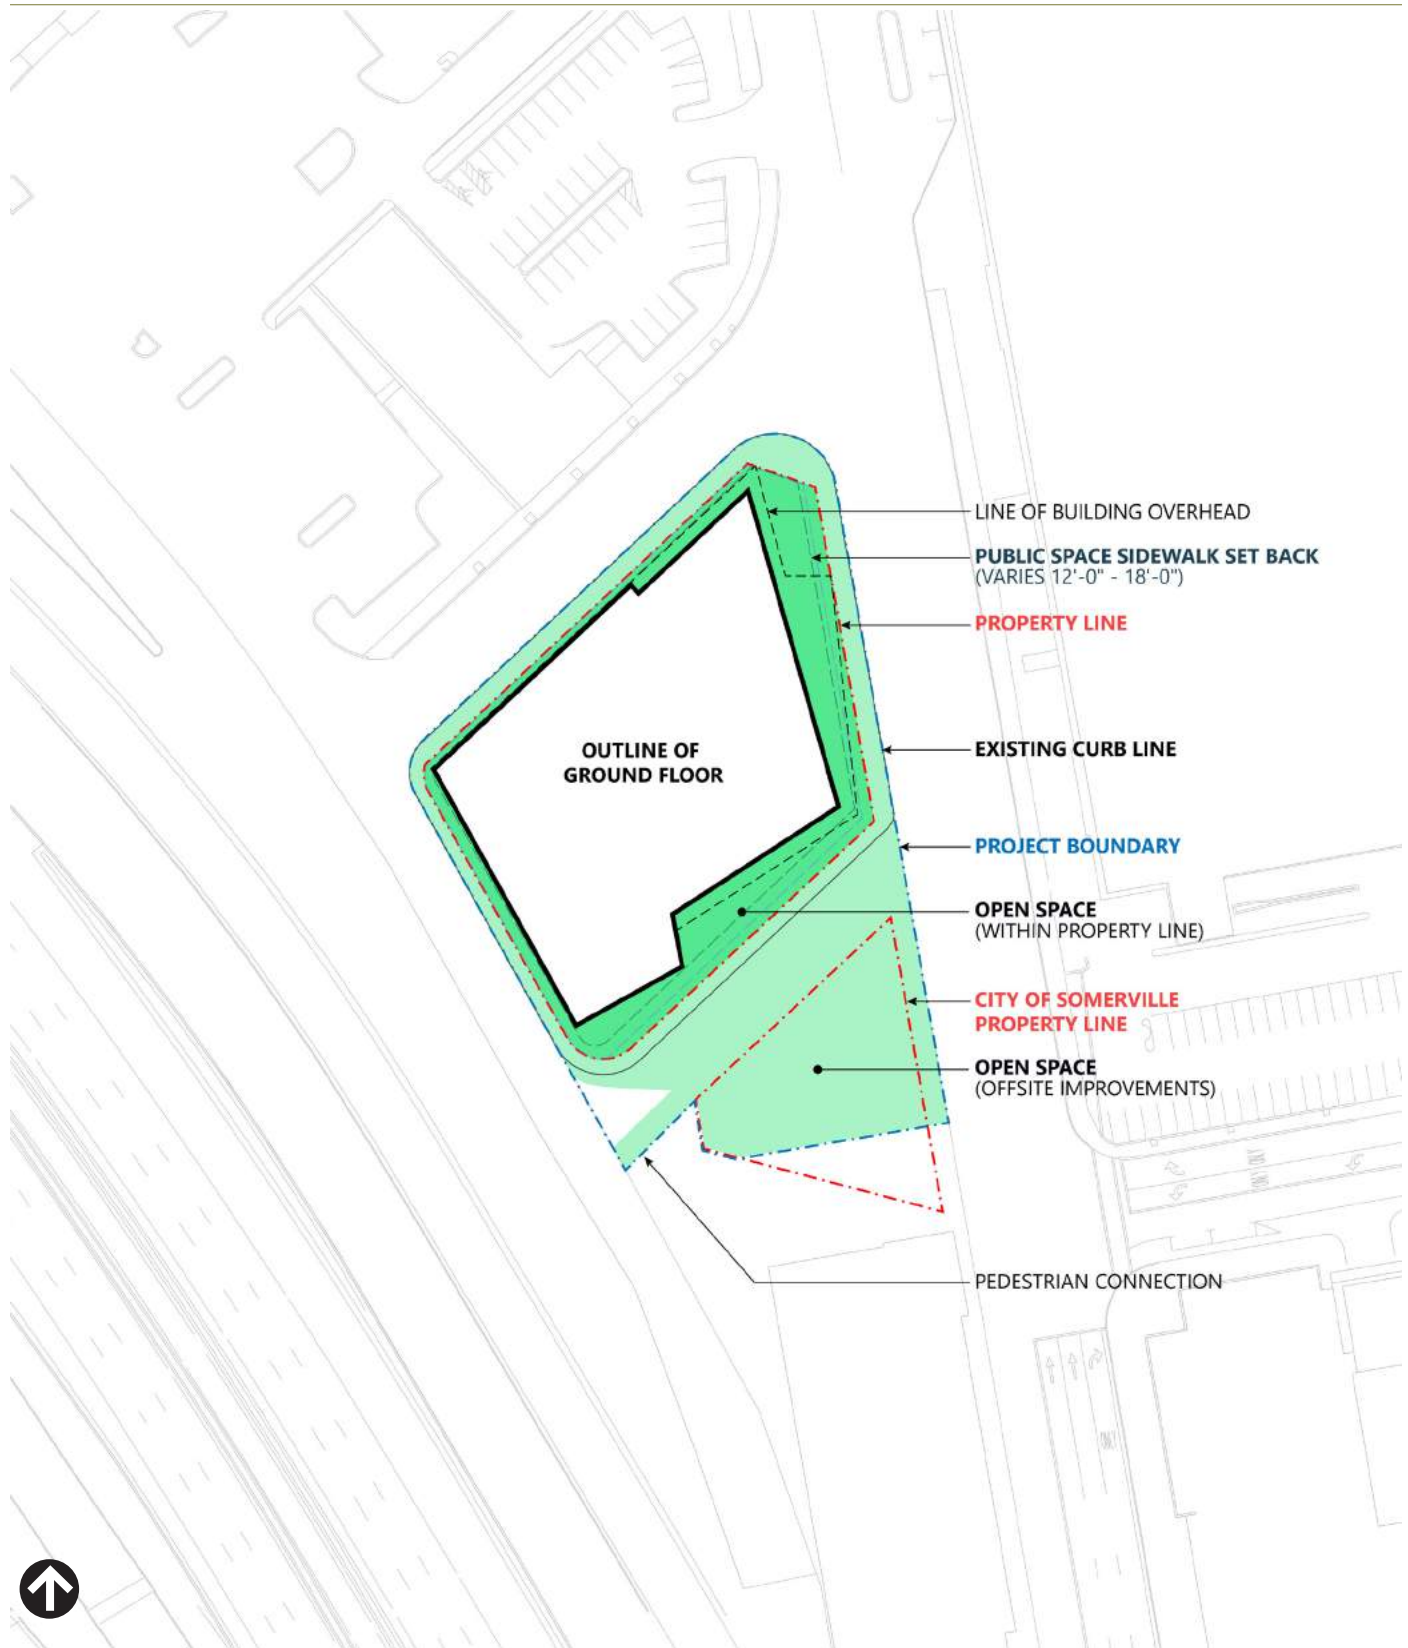 LINE OF BUILDING OVERHEAD
PUBLIC SPACE SIDEWALK SET BACK
(VARIES 12'-0" - 18'-0")
PROPERTY LINE
OUTLINE OF
GROUND FLOOR
EXISTING CURB LINE
PROJECT BOUNDARY
OPEN SPACE
(WITHIN PROPERTY LINE)
CITY OF SOMERVILLE
PROPERTY LINE
OPEN SPACE
(OFFSITE IMPROVEMENTS)
PEDESTRIAN CONNECTION